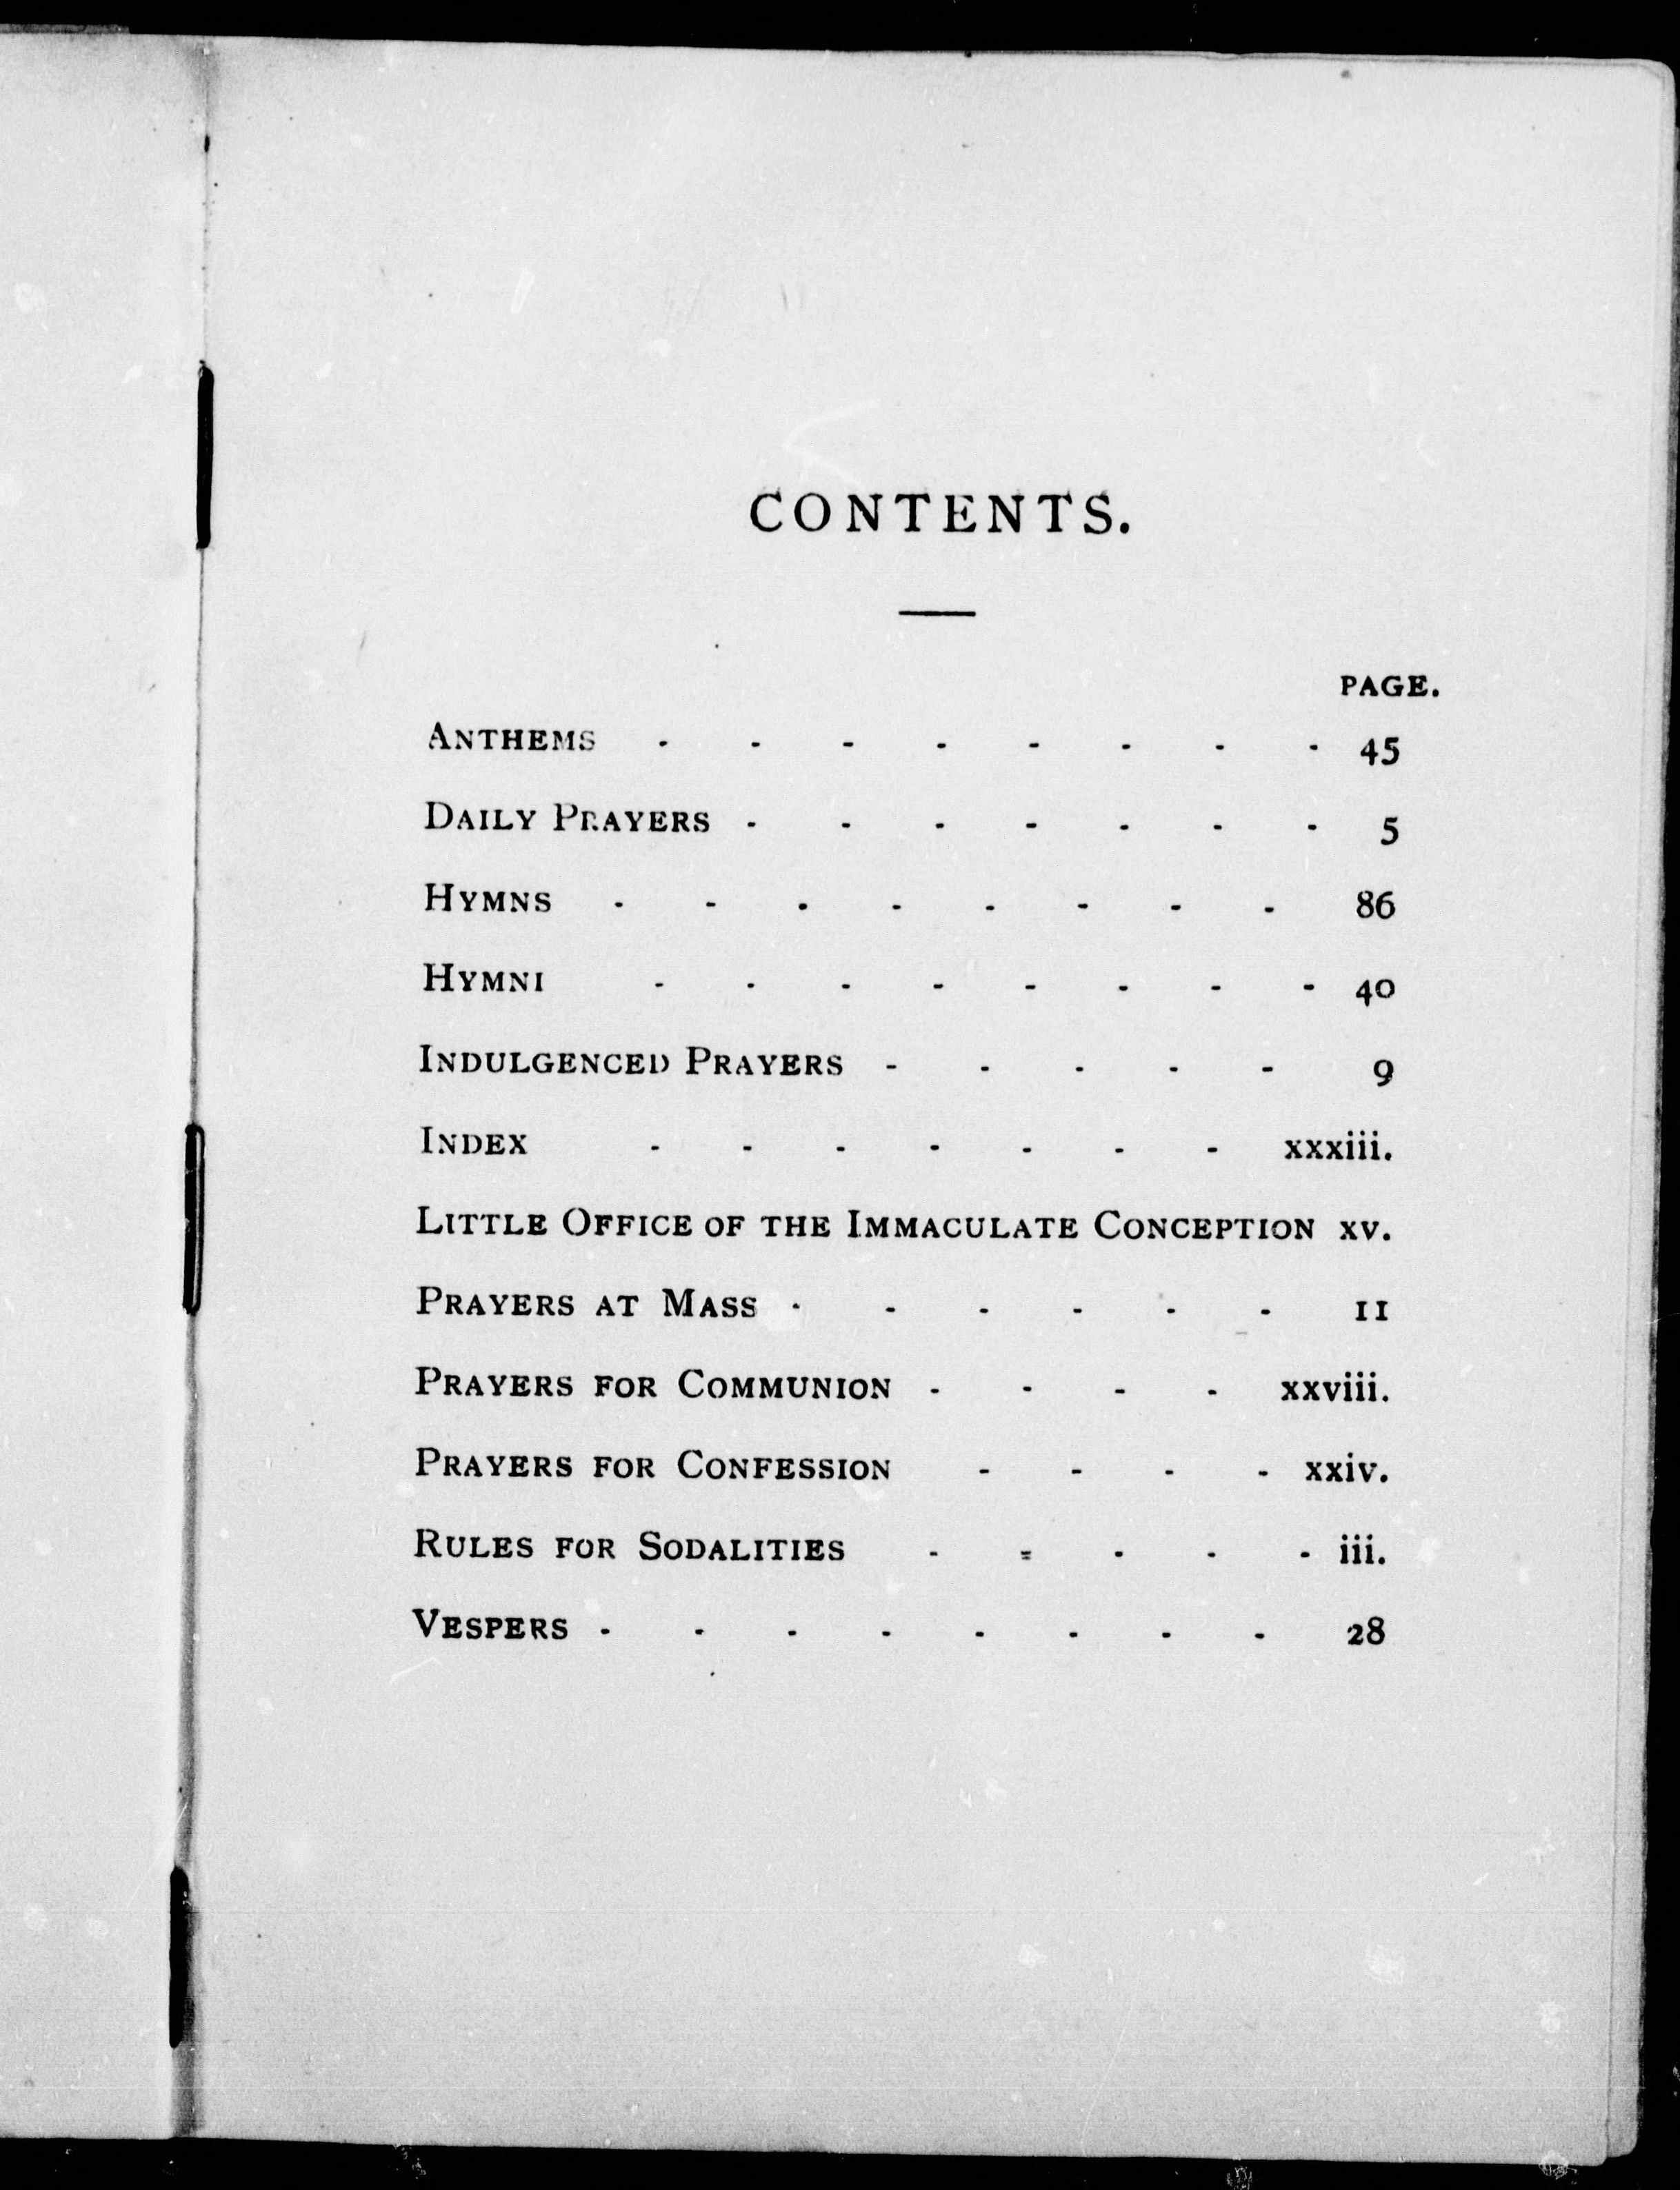 CONTENTS.
PAGE.
ANTHEMS - - - - - - - - 45
DAILY PRAYERS - - - - - - - 5
HYMNS - - - - - - - - 86
HYMNI - - - - - - - - 40
INDULGENCED PRAYERS - - - - - 9
INDEX - - - - - - - xxxiii.
LITTLE OFFICE OF THE IMMACULATE CONCEPTION xv.
PRAYERS AT MASS - - - - - - 11
PRAYERS FOR COMMUNION - - - - xxviii.
PRAYERS FOR CONFESSION - - - - xxiv.
RULES FOR SODALITIES - = - - - iii.
VESPERS - - - - - - - - 28